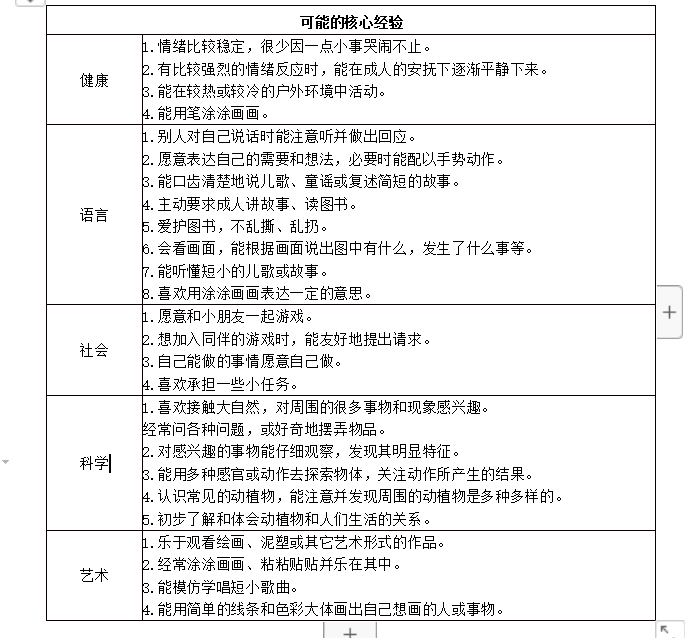 可能的核心经验
健康
1.情绪比较稳定，很少因一点小事哭闹不止。
2.有比较强烈的情绪反应时，能在成人的安抚下逐渐平静下来。
3.能在较热或较冷的户外环境中活动。
4.能用笔涂涂画画。
语言
1.别人对自己说话时能注意听并做出回应。
2.愿意表达自己的需要和想法，必要时能配以手势动作。
3.能口齿清楚地说儿歌、童谣或复述简短的故事。
4.主动要求成人讲故事、读图书。
5.爱护图书，不乱撕、乱扔。
6.会看画面，能根据画面说出图中有什么，发生了什么事等。
7.能听懂短小的儿歌或故事。
8.喜欢用涂涂画画表达一定的意思。
社会
1.愿意和小朋友一起游戏。
2.想加入同伴的游戏时，能友好地提出请求。
3.自己能做的事情愿意自己做。
4.喜欢承担一些小任务。
科学
1.喜欢接触大自然，对周围的很多事物和现象感兴趣。
经常问各种问题，或好奇地摆弄物品。
2.对感兴趣的事物能仔细观察，发现其明显特征。
3.能用多种感官或动作去探索物体，关注动作所产生的结果。
4.认识常见的动植物，能注意并发现周围的动植物是多种多样的。
5.初步了解和体会动植物和人们生活的关系。
艺术
1.乐于观看绘画、泥塑或其它艺术形式的作品。
2.经常涂涂画画、粘粘贴贴并乐在其中。
3.能模仿学唱短小歌曲。
4.能用简单的线条和色彩大体画出自己想画的人或事物。